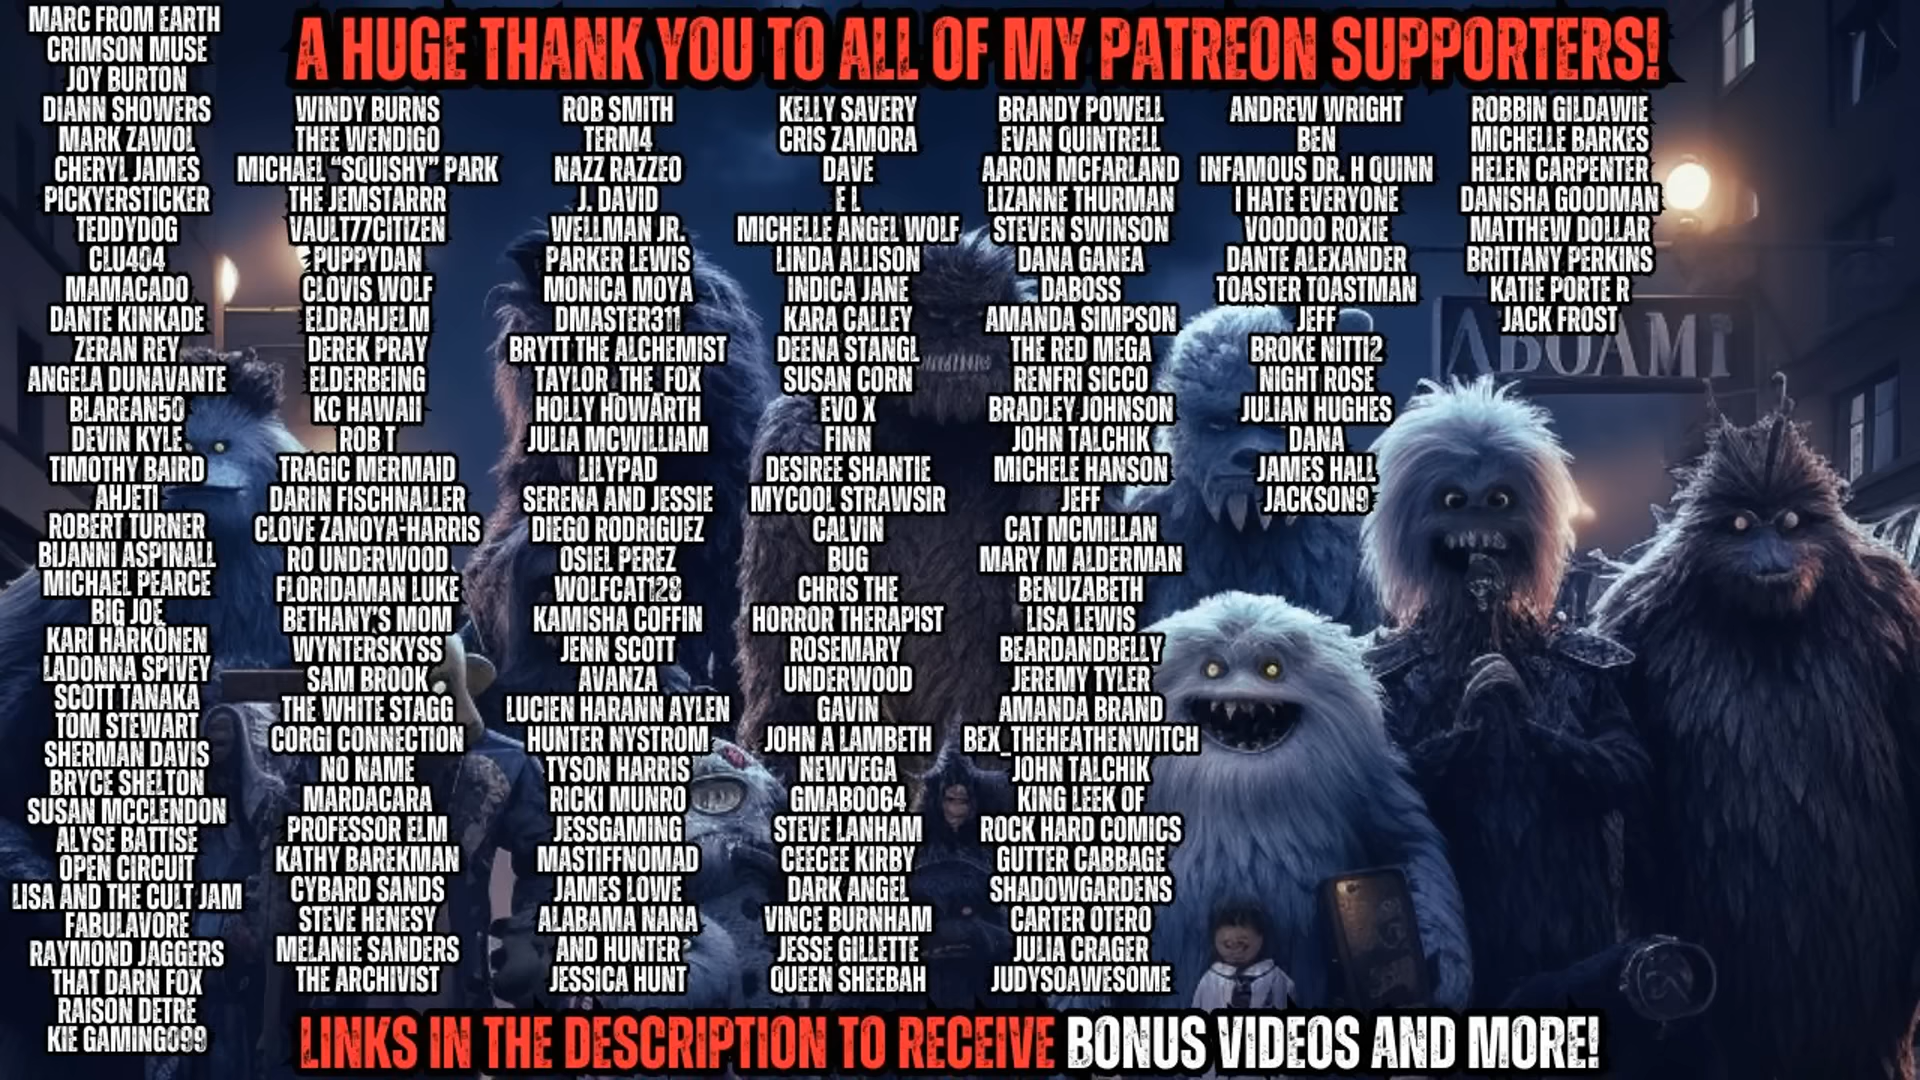 A HUGE THANK YOU TO ALL OF MY PATREON SUPPORTERS!
MARC FROM EARTH
CRIMSON MUSE
JOY BURTON
DIANN SHOWERS
MARK ZAWOL
CHERYL JAMES
PICKYERSTICKER
TEDDYDOG
CLU404
MAMACADO
DANTE KINKADE
ZERAN REY
ANGELA DUNAVANTE
BLAREAN50
DEVIN KYLE
TIMOTHY BAIRD
AHJETI
ROBERT TURNER
BIJANNI ASPINALL
MICHAEL PEARCE
BIG JOE
KARI HARKÖNEN
LADONNA SPIVEY
SCOTT TANAKA
TOM STEWART
SHERMAN DAVIS
BRYCE SHELTON
SUSAN MCCLENDON
ALYSE BATTISE
OPEN CIRCUIT
LISA AND THE CULT JAM
FABULAVORE
RAYMOND JAGGERS
THAT DARN FOX
RAISON DETRE
KIE GAMING099
WINDY BURNS
THEE WENDIGO
MICHAEL “SQUISHY” PARK
THE JEMSTARRR
VAULT77CITIZEN
PUPPYDAN
CLOVIS WOLF
ELDRAHJELM
DEREK PRAY
ELDERBEING
KC HAWAII
ROB T
TRAGIC MERMAID
DARIN FISCHNALLER
CLOVE ZANOYA-HARRIS
RO UNDERWOOD
FLORIDAMAN LUKE
BETHANY'S MOM
WYNTERSKYSS
SAM BROOK
THE WHITE STAGG
CORGI CONNECTION
NO NAME
MARDACARA
PROFESSOR ELM
KATHY BAREKMAN
CYBARD SANDS
STEVE HENESY
MELANIE SANDERS
THE ARCHIVIST
ROB SMITH
TERM4
NAZZ RAZZEO
J. DAVID
WELLMAN JR.
PARKER LEWIS
MONICA MOYA
DMASTER311
BRYTT THE ALCHEMIST
TAYLOR_THE_FOX
HOLLY HOWARTH
JULIA MCWILLIAM
LILYPAD
SERENA AND JESSIE
DIEGO RODRIGUEZ
OSIEL PEREZ
WOLFCAT128
KAMISHA COFFIN
JENN SCOTT
AVANZA
LUCIEN HARANN AYLEN
HUNTER NYSTROM
TYSON HARRIS
RICKI MUNRO
JESSGAMING
MASTIFFNOMAD
JAMES LOWE
ALABAMA NANA
AND HUNTER
JESSICA HUNT
KELLY SAVERY
CRIS ZAMORA
DAVE
E L
MICHELLE ANGEL WOLF
LINDA ALLISON
INDICA JANE
KARA CALLEY
DEENA STANGL
SUSAN CORN
EVO X
FINN
DESIREE SHANTIE
MYCOOL STRAWSIR
CALVIN
BUG
CHRIS THE
HORROR THERAPIST
ROSEMARY
UNDERWOOD
GAVIN
JOHN A LAMBETH
NEWVEGA
GMAB0064
STEVE LANHAM
CEECEE KIRBY
DARK ANGEL
VINCE BURNHAM
JESSE GILLETTE
QUEEN SHEEBAH
BRANDY POWELL
EVAN QUINTRELL
AARON MCFARLAND
LIZANNE THURMAN
STEVEN SWINSON
DANA GANEA
DABOSS
AMANDA SIMPSON
THE RED MEGA
RENFRI SICCO
BRADLEY JOHNSON
JOHN TALCHIK
MICHELE HANSON
JEFF
CAT MCMILLAN
MARY M ALDERMAN
BENUZABETH
LISA LEWIS
BEARDANDBELLY
JEREMY TYLER
AMANDA BRAND
BEX_THEHEATHENWITCH
JOHN TALCHIK
KING LEEK OF
ROCK HARD COMICS
GUTTER CABBAGE
SHADOWGARDENS
CARTER OTERO
JULIA CRAGER
JUDYSOAWESOME
ANDREW WRIGHT
BEN
INFAMOUS DR. H QUINN
I HATE EVERYONE
VOODOO ROXIE
DANTE ALEXANDER
TOASTER TOASTMAN
JEFF
BROKE NITTI2
NIGHT ROSE
JULIAN HUGHES
DANA
JAMES HALL
JACKSON9
ROBBIN GILDAWIE
MICHELLE BARKES
HELEN CARPENTER
DANISHA GOODMAN
MATTHEW DOLLAR
BRITTANY PERKINS
KATIE PORTE R
JACK FROST
ABOAMI
LINKS IN THE DESCRIPTION TO RECEIVE BONUS VIDEOS AND MORE!